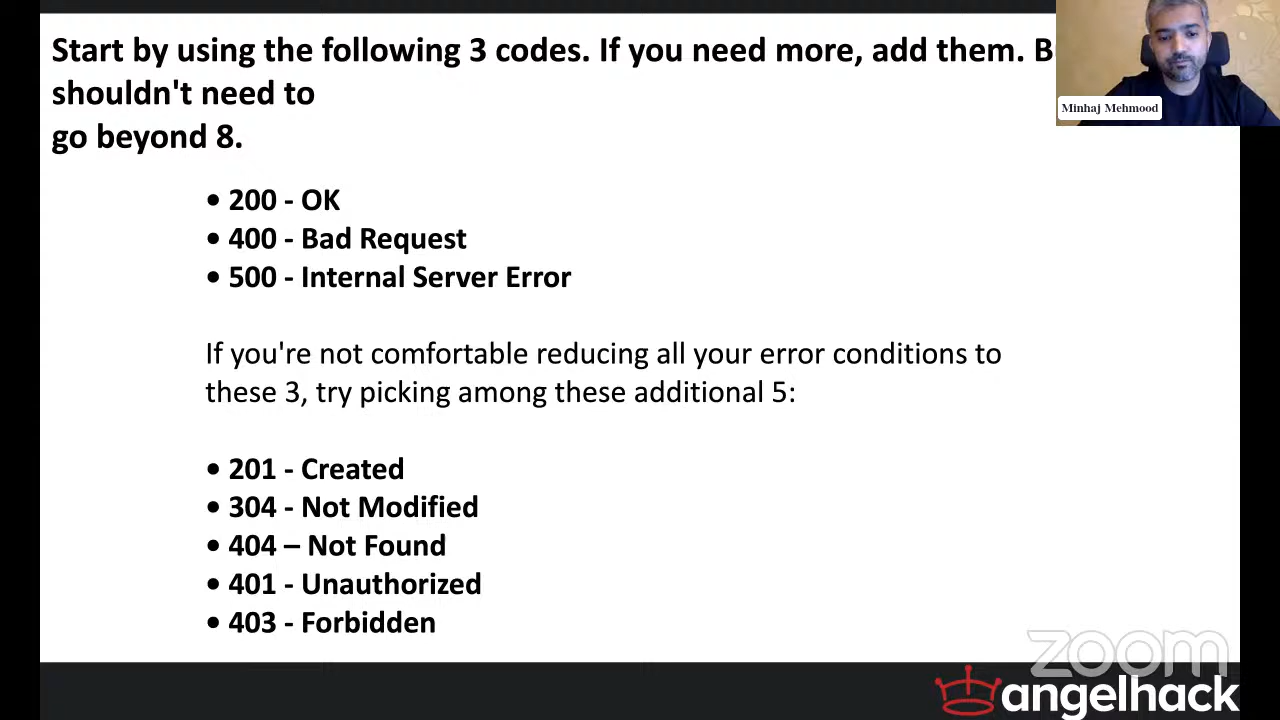 Start by using the following 3 codes. If you need more, add them. B
shouldn't need to
go beyond 8.
• 200 - OK
• 400 - Bad Request
• 500 - Internal Server Error
If you're not comfortable reducing all your error conditions to
these 3, try picking among these additional 5:
• 201 - Created
• 304 - Not Modified
• 404 – Not Found
• 401 - Unauthorized
• 403 - Forbidden
Minhaj Mehmood
zoom
angelhack